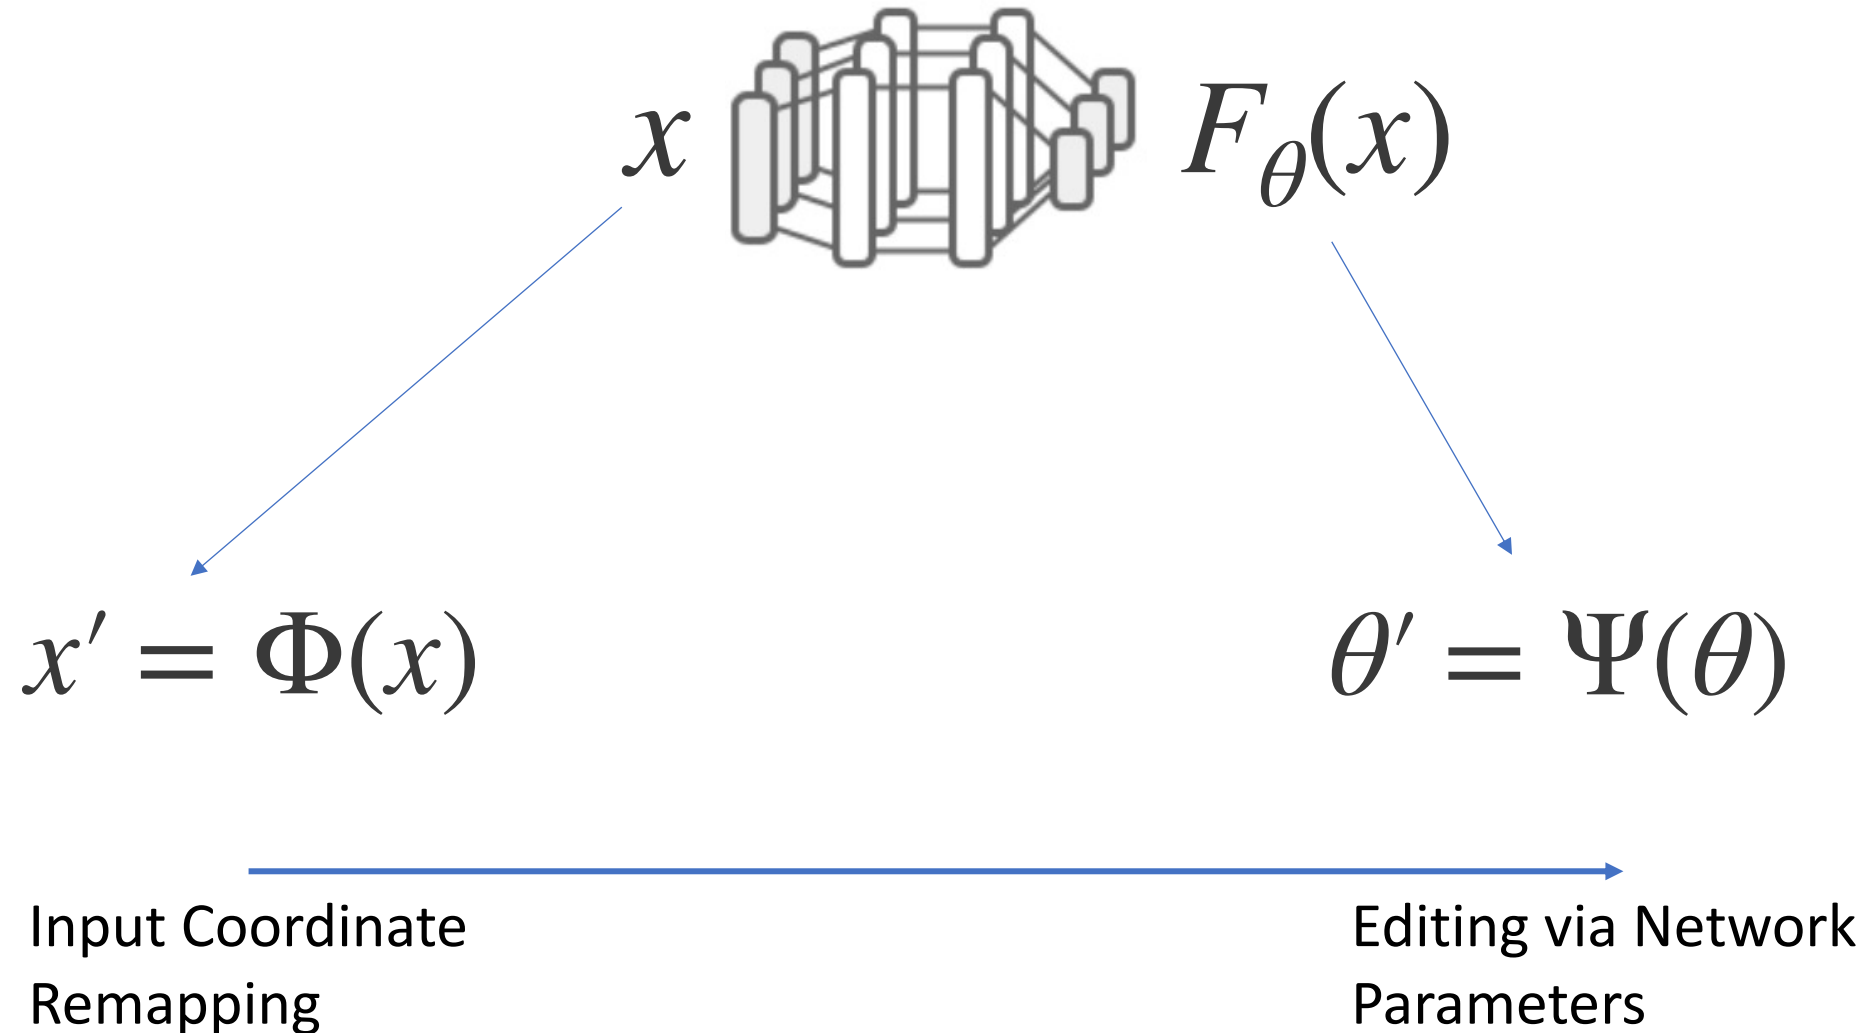 x
F_θ(x)
x′ = Φ(x)
θ′ = Ψ(θ)
Input Coordinate
Remapping
Editing via Network
Parameters